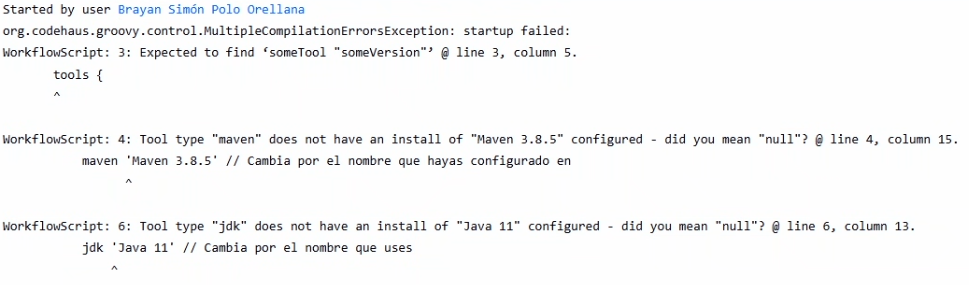 Started by user Brayan Simón Polo Orellana
org.codehaus.groovy.control.MultipleCompilationErrorsException: startup failed:
WorkflowScript: 3: Expected to find ‘someTool "someVersion"’ @ line 3, column 5.
tools {
^
WorkflowScript: 4: Tool type "maven" does not have an install of "Maven 3.8.5" configured - did you mean "null"? @ line 4, column 15.
maven 'Maven 3.8.5' // Cambia por el nombre que hayas configurado en
^
WorkflowScript: 6: Tool type "jdk" does not have an install of "Java 11" configured - did you mean "null"? @ line 6, column 13.
jdk 'Java 11' // Cambia por el nombre que uses
^